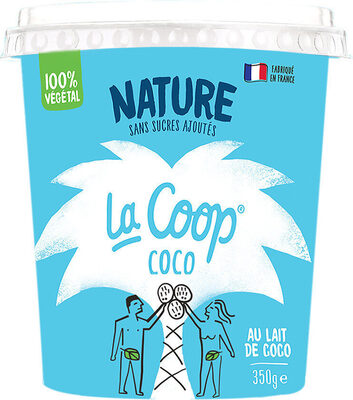 100%
VÉGÉTAL
NATURE
SANS SUCRES AJOUTÉS
FABRIQUÉ
EN FRANCE
La Coop®
COCO
AU LAIT
DE COCO
350g℮